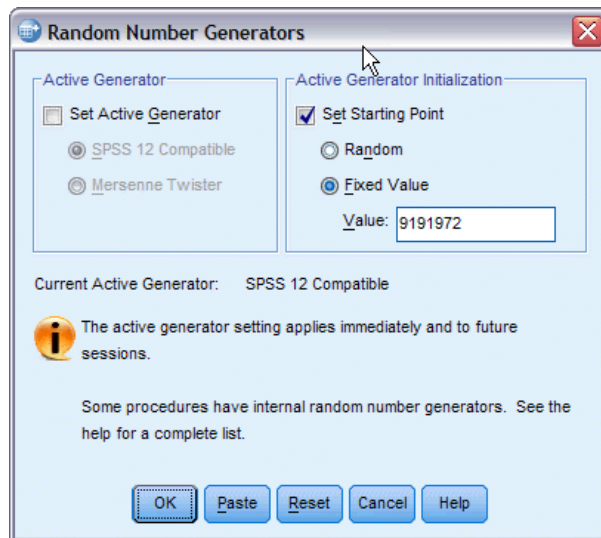 Random Number Generators
Active Generator
Set Active Generator
SPSS 12 Compatible
Mersenne Twister
Active Generator Initialization
Set Starting Point
Random
Fixed Value
Value: 9191972
Current Active Generator: SPSS 12 Compatible
The active generator setting applies immediately and to future
sessions.
Some procedures have internal random number generators. See the
help for a complete list.
OK Paste Reset Cancel Help